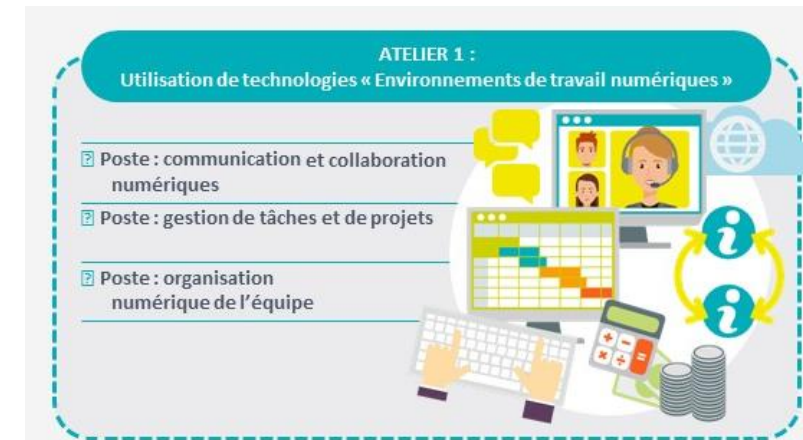 ATELIER 1 :
Utilisation de technologies « Environnements de travail numériques »
Poste : communication et collaboration
numériques
Poste : gestion de tâches et de projets
Poste : organisation
numérique de l'équipe